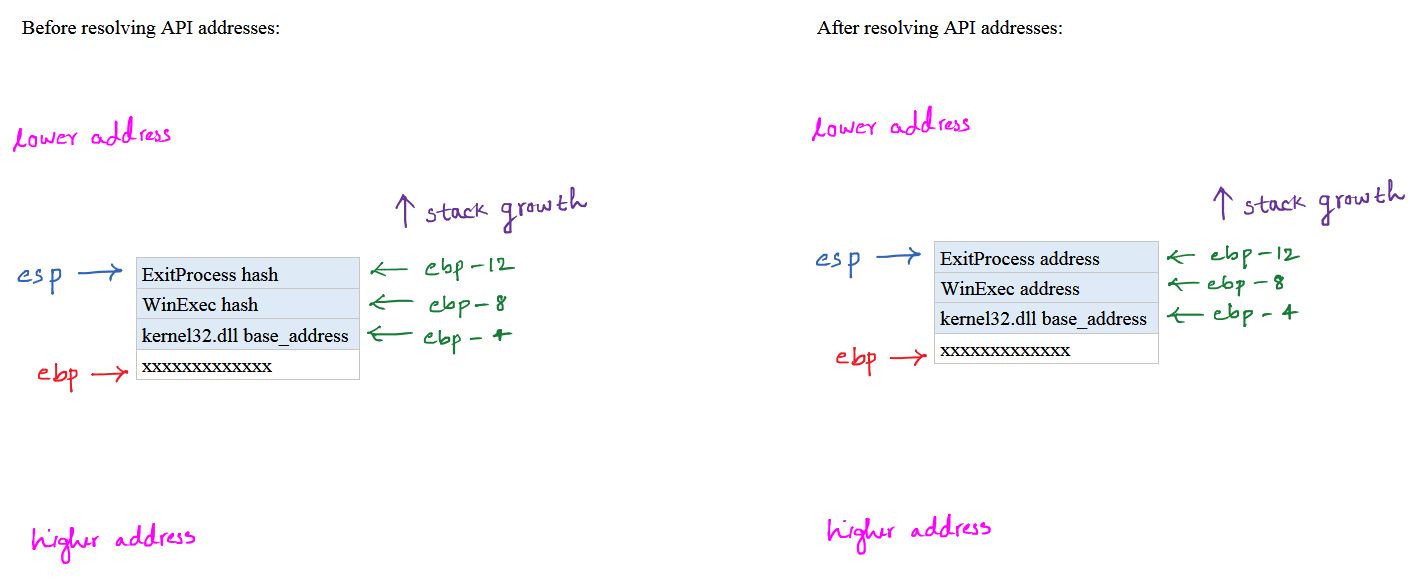 Before resolving API addresses:
lower address
↑ stack growth
esp → ExitProcess hash ← ebp-12
WinExec hash ← ebp-8
kernel32.dll base_address ← ebp-4
ebp → xxxxxxxxxxxxx
higher address
After resolving API addresses:
lower address
↑ stack growth
esp → ExitProcess address ← ebp-12
WinExec address ← ebp-8
kernel32.dll base_address ← ebp-4
ebp → xxxxxxxxxxxxx
higher address